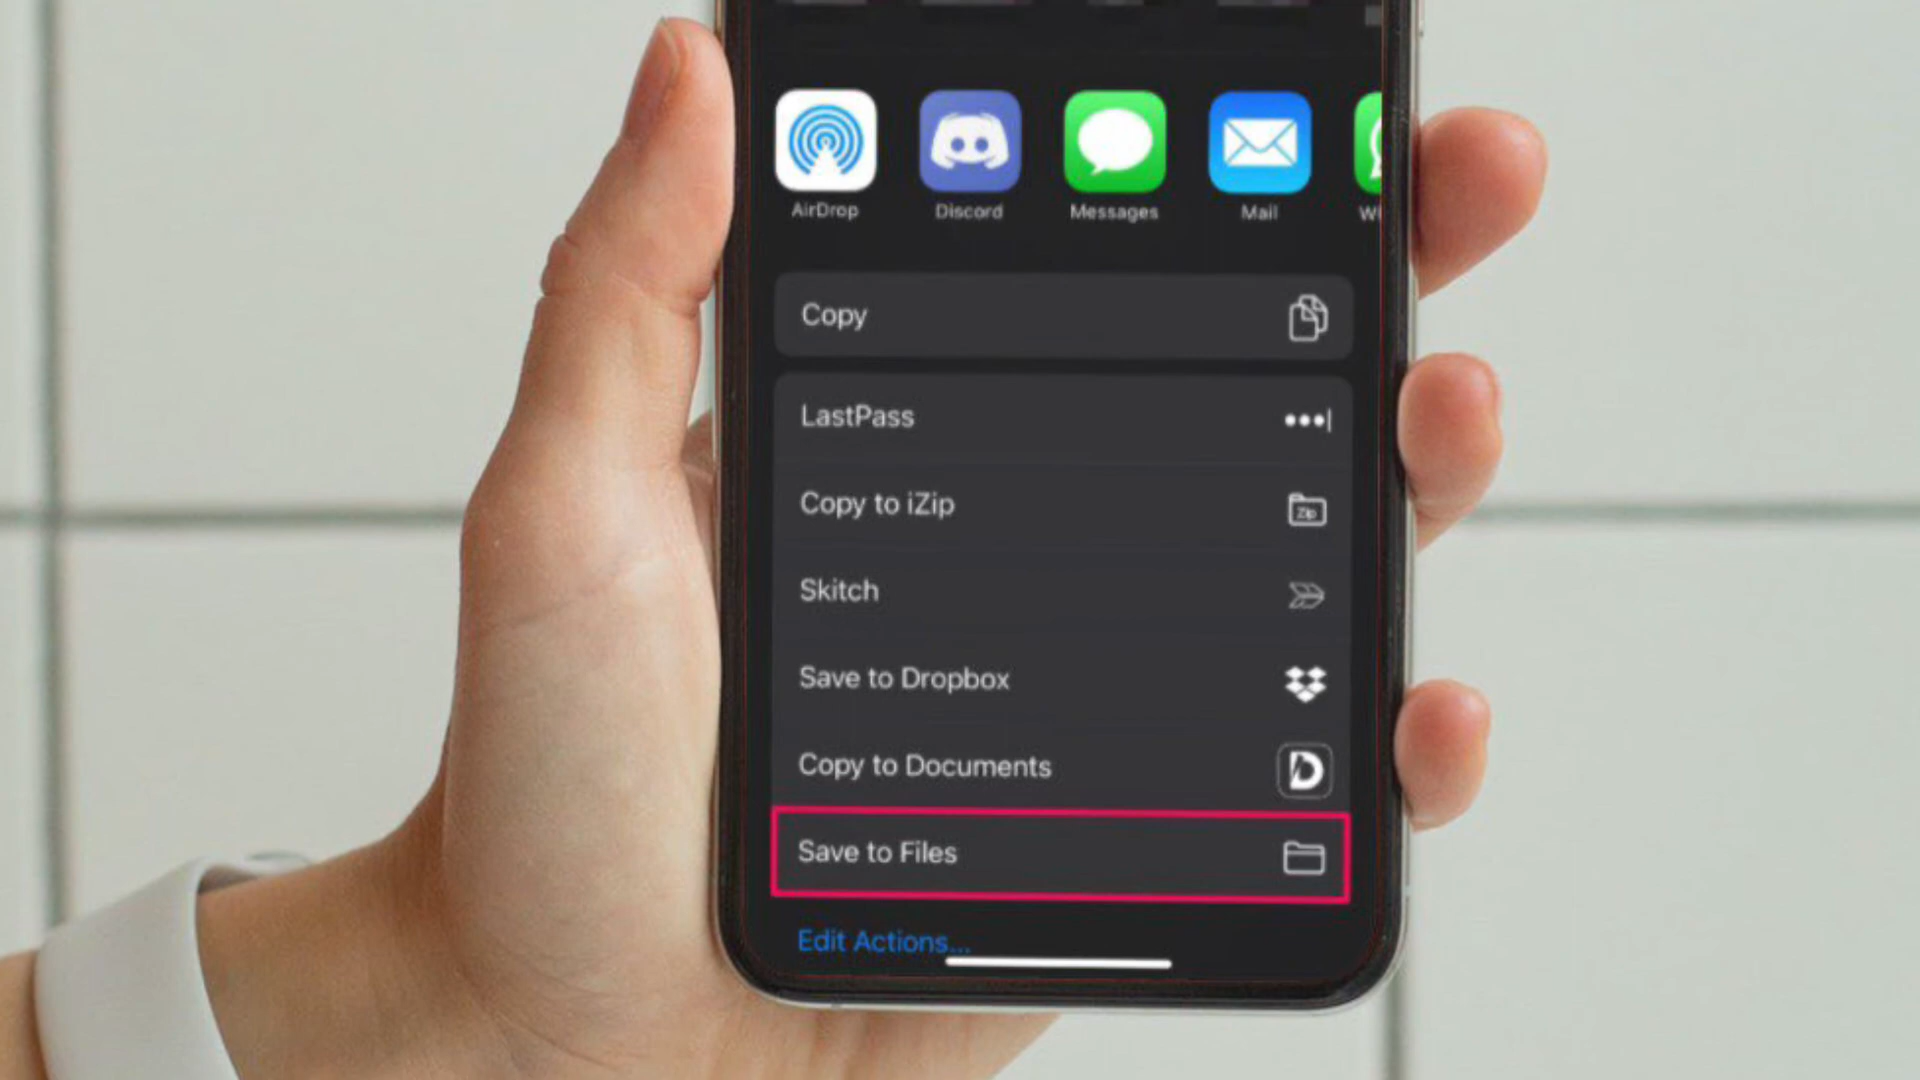 AirDrop
Discord
Messages
Mail
Copy
LastPass
Copy to iZip
Zip
Skitch
Save to Dropbox
Copy to Documents
Save to Files
Edit Actions...